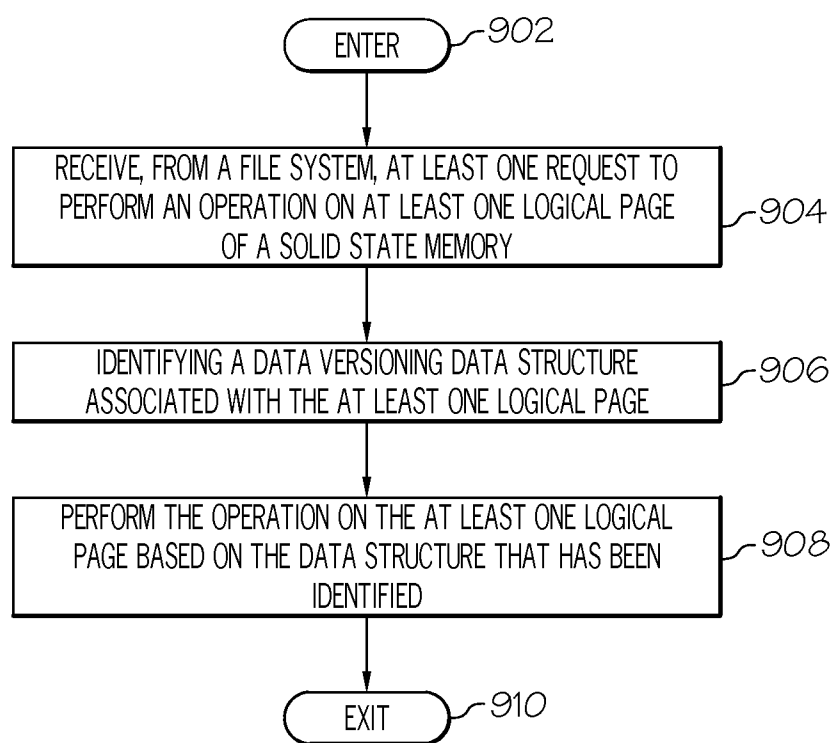 ENTER
902
RECEIVE, FROM A FILE SYSTEM, AT LEAST ONE REQUEST TO
PERFORM AN OPERATION ON AT LEAST ONE LOGICAL PAGE
OF A SOLID STATE MEMORY
904
IDENTIFYING A DATA VERSIONING DATA STRUCTURE
ASSOCIATED WITH THE AT LEAST ONE LOGICAL PAGE
906
PERFORM THE OPERATION ON THE AT LEAST ONE LOGICAL
PAGE BASED ON THE DATA STRUCTURE THAT HAS BEEN
IDENTIFIED
908
EXIT
910